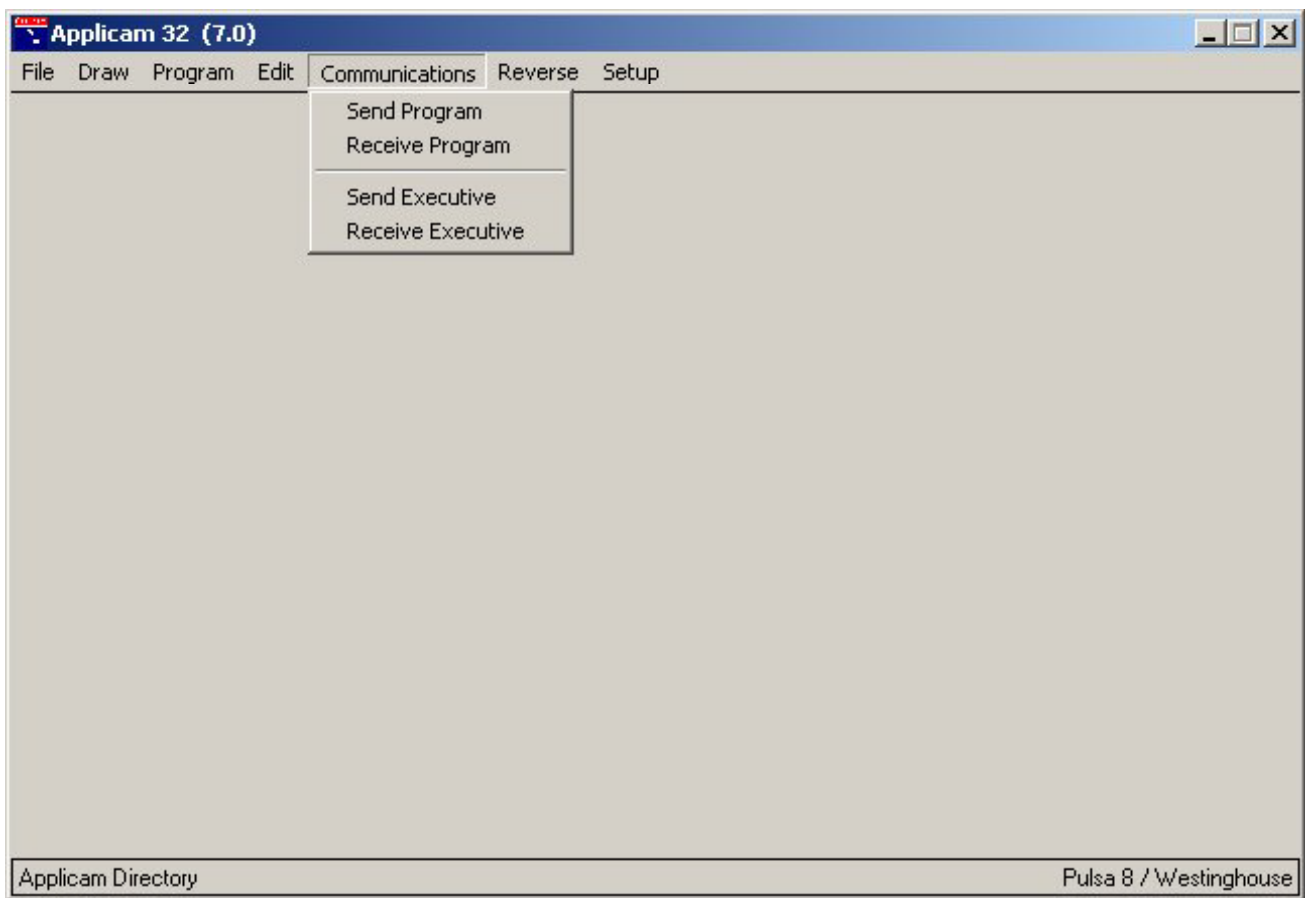 Applicam 32 (7.0)
File Draw Program Edit Communications Reverse Setup
Send Program
Receive Program
Send Executive
Receive Executive
Applicam Directory Pulsa 8 / Westinghouse